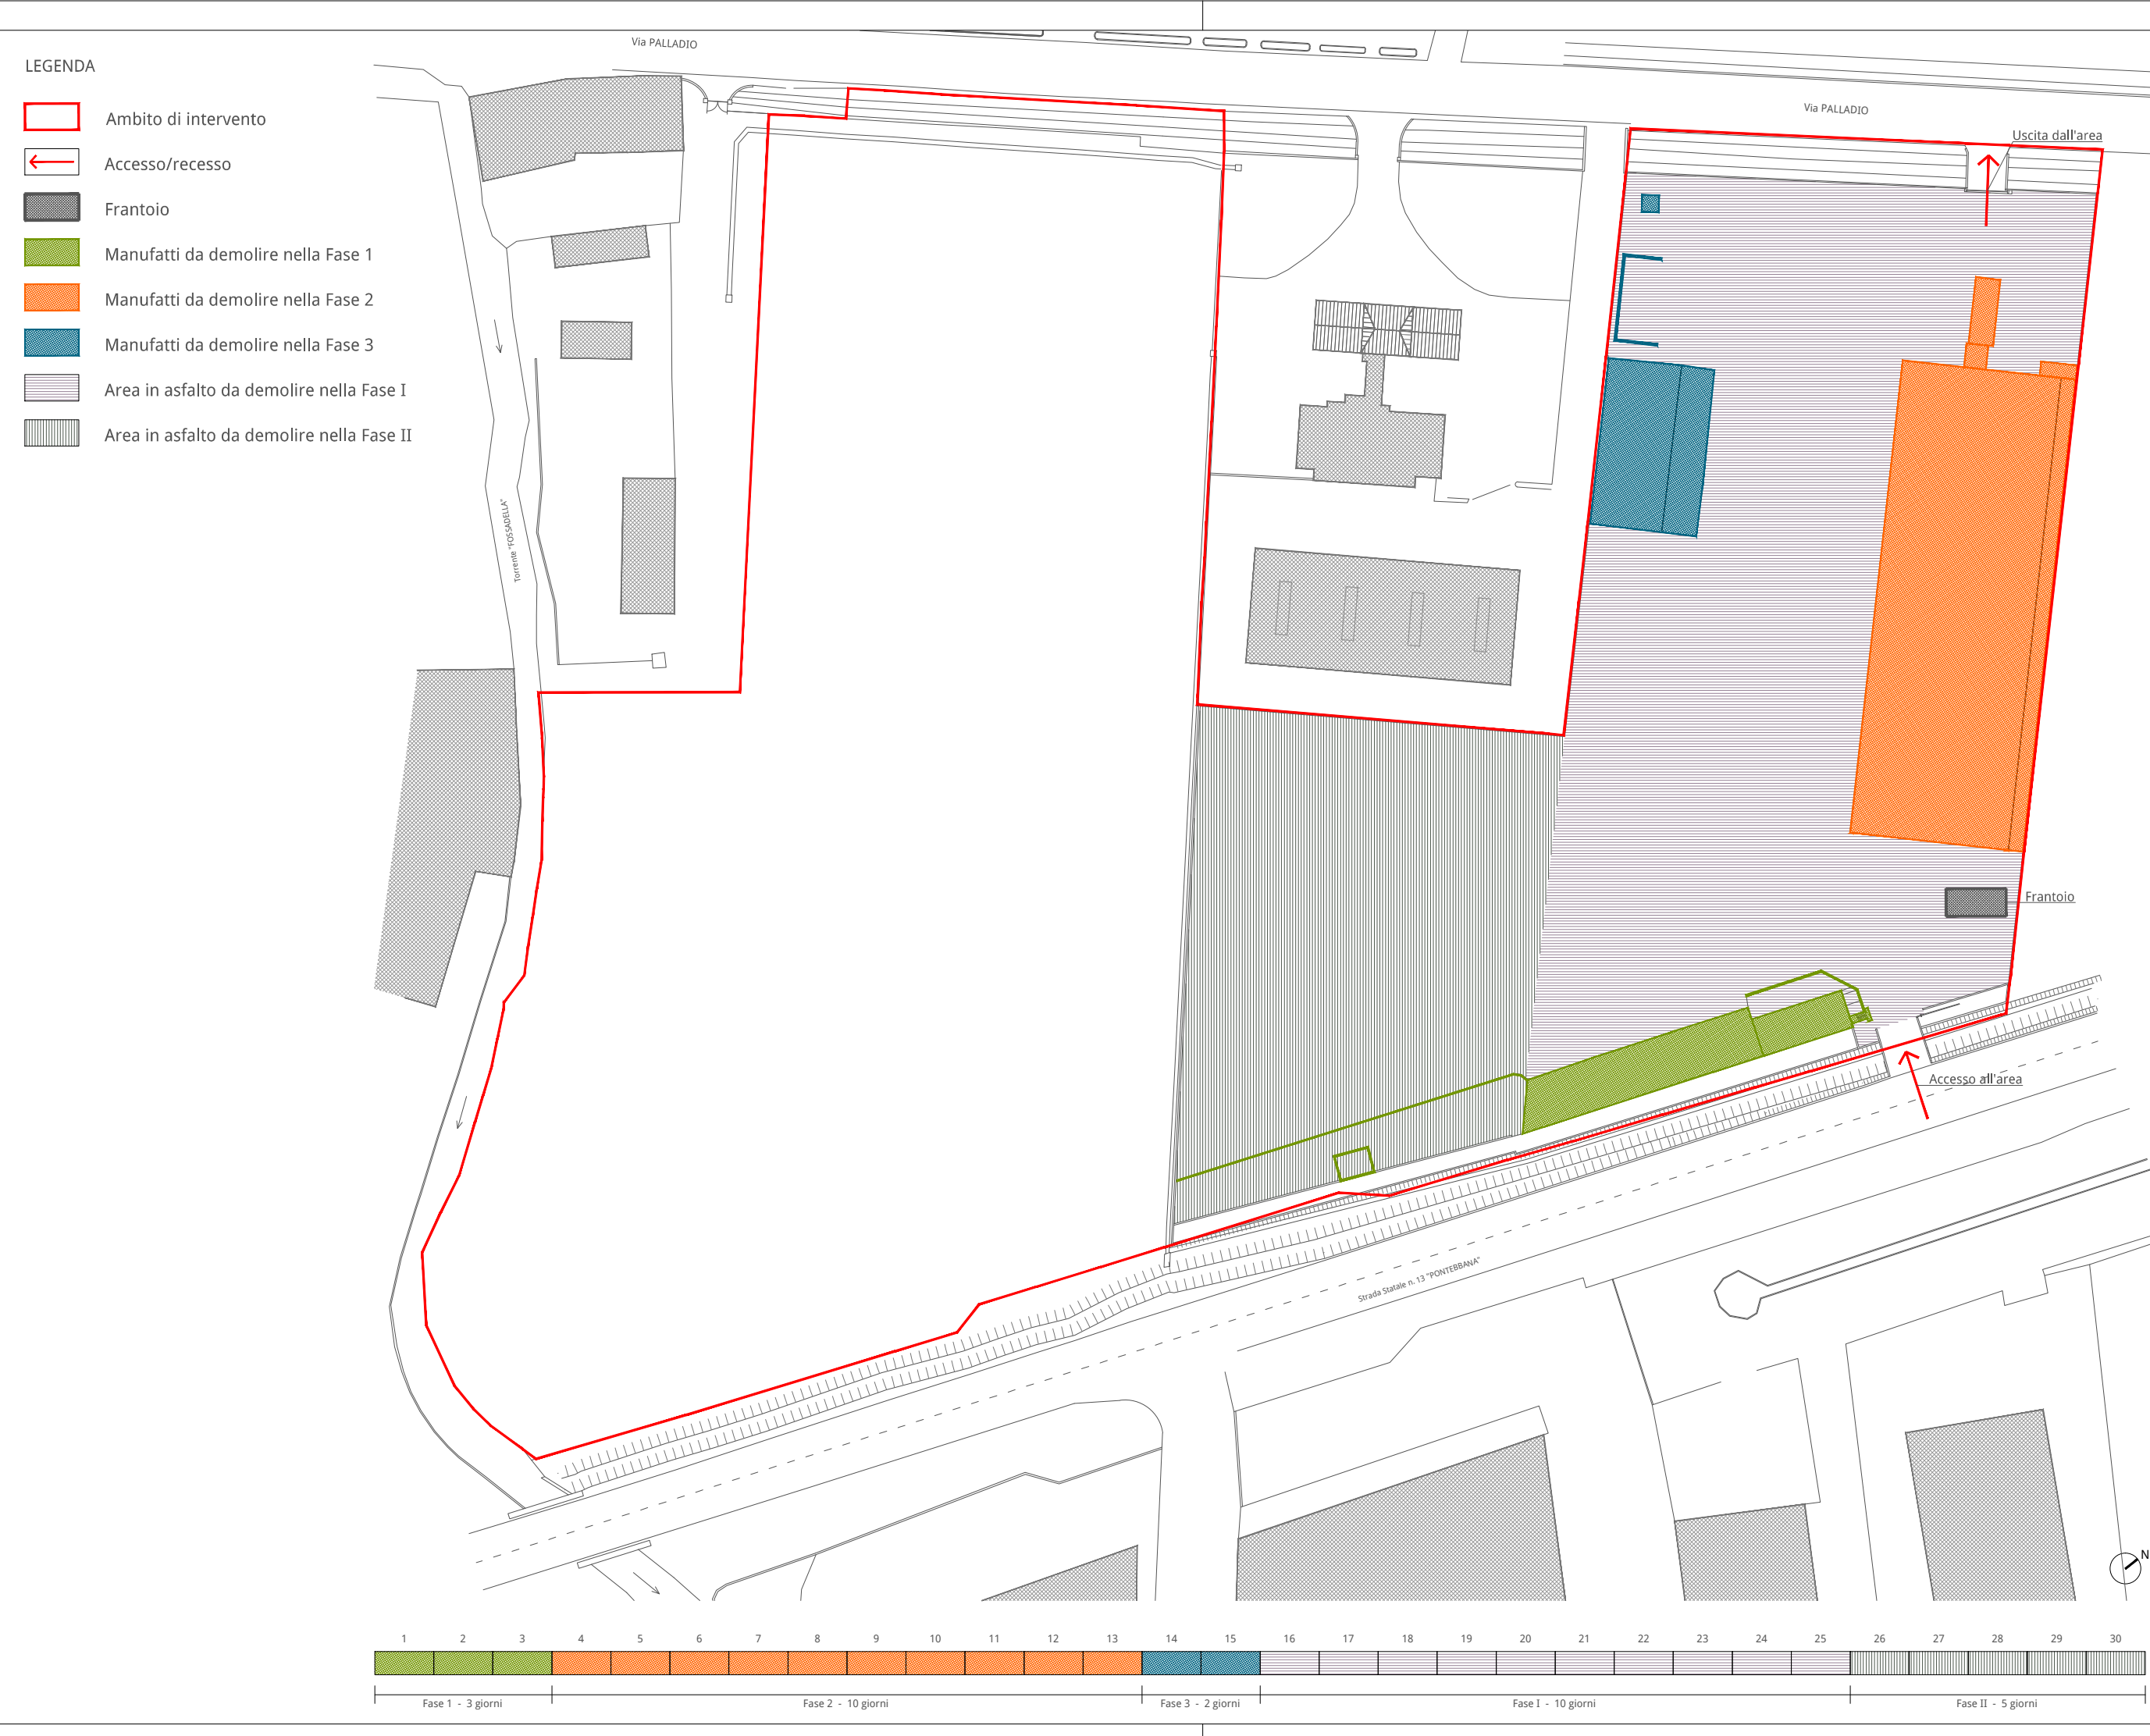 Via PALLADIO
LEGENDA
Via PALLADIO
Ambito di intervento
Uscita dall'area
Accesso/recesso
Frantoio
Manufatti da demolire nella Fase 1
Manufatti da demolire nella Fase 2
Manufatti da demolire nella Fase 3
Area in asfalto da demolire nella Fase I
Area in asfalto da demolire nella Fase II
Torrente "FOSSADELLA"
Frantoio
Accesso all'area
Strada Statale n. 13 "PONTEBBANA"
N
1 2 3 4 5 6 7 8 9 10 11 12 13 14 15 16 17 18 19 20 21 22 23 24 25 26 27 28 29 30
Fase 1 - 3 giorni Fase 2 - 10 giorni Fase 3 - 2 giorni Fase I - 10 giorni Fase II - 5 giorni